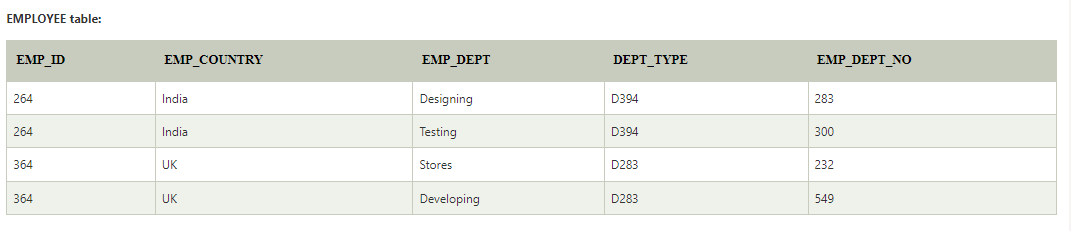 EMPLOYEE table:
EMP_ID EMP_COUNTRY EMP_DEPT DEPT_TYPE EMP_DEPT_NO
264 India Designing D394 283
264 India Testing D394 300
364 UK Stores D283 232
364 UK Developing D283 549